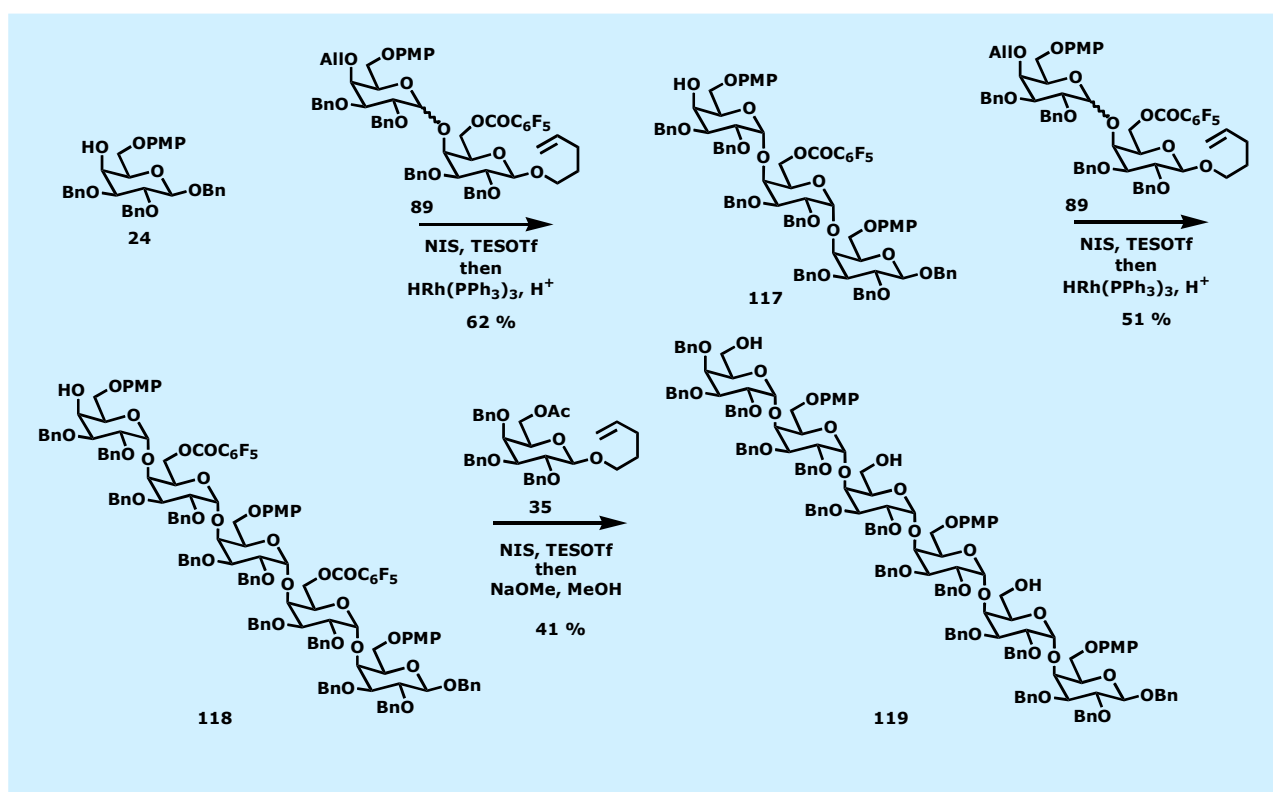 HO
OPMP
O
BnO
BnO
OBn
24
AllO
OPMP
O
BnO
BnO
O
OCOC₆F₅
O
BnO
BnO
O
89
NIS, TESOTf
then
HRh(PPh₃)₃, H⁺
62 %
HO
OPMP
O
BnO
BnO
O
OCOC₆F₅
O
BnO
BnO
O
OPMP
O
BnO
BnO
OBn
117
AllO
OPMP
O
BnO
BnO
O
OCOC₆F₅
O
BnO
BnO
O
89
NIS, TESOTf
then
HRh(PPh₃)₃, H⁺
51 %
HO
OPMP
O
BnO
BnO
O
OCOC₆F₅
O
BnO
BnO
O
OPMP
O
BnO
BnO
O
OCOC₆F₅
O
BnO
BnO
O
OPMP
O
BnO
BnO
OBn
118
BnO
OAc
O
BnO
BnO
O
35
NIS, TESOTf
then
NaOMe, MeOH
41 %
BnO
OH
O
BnO
BnO
O
OPMP
O
BnO
BnO
O
OH
O
BnO
BnO
O
OPMP
O
BnO
BnO
O
OH
O
BnO
BnO
O
OPMP
O
BnO
BnO
OBn
119